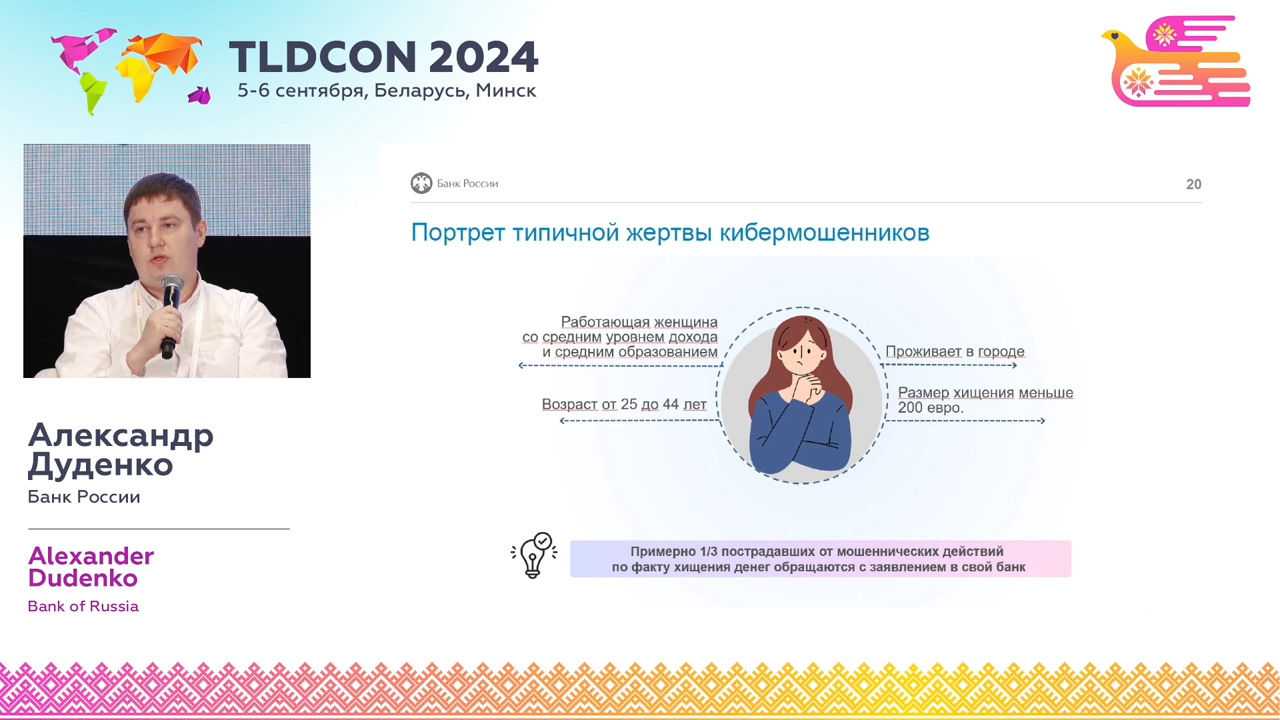 TLDCON 2024
5-6 сентября, Беларусь, Минск
Банк России
20
Портрет типичной жертвы кибермошенников
Работающая женщина
со средним уровнем дохода
и средним образованием
Возраст от 25 до 44 лет
Проживает в городе
Размер хищения меньше
200 евро.
Примерно 1/3 пострадавших от мошеннических действий
по факту хищения денег обращаются с заявлением в свой банк
Александр
Дуденко
Банк России
Alexander
Dudenko
Bank of Russia